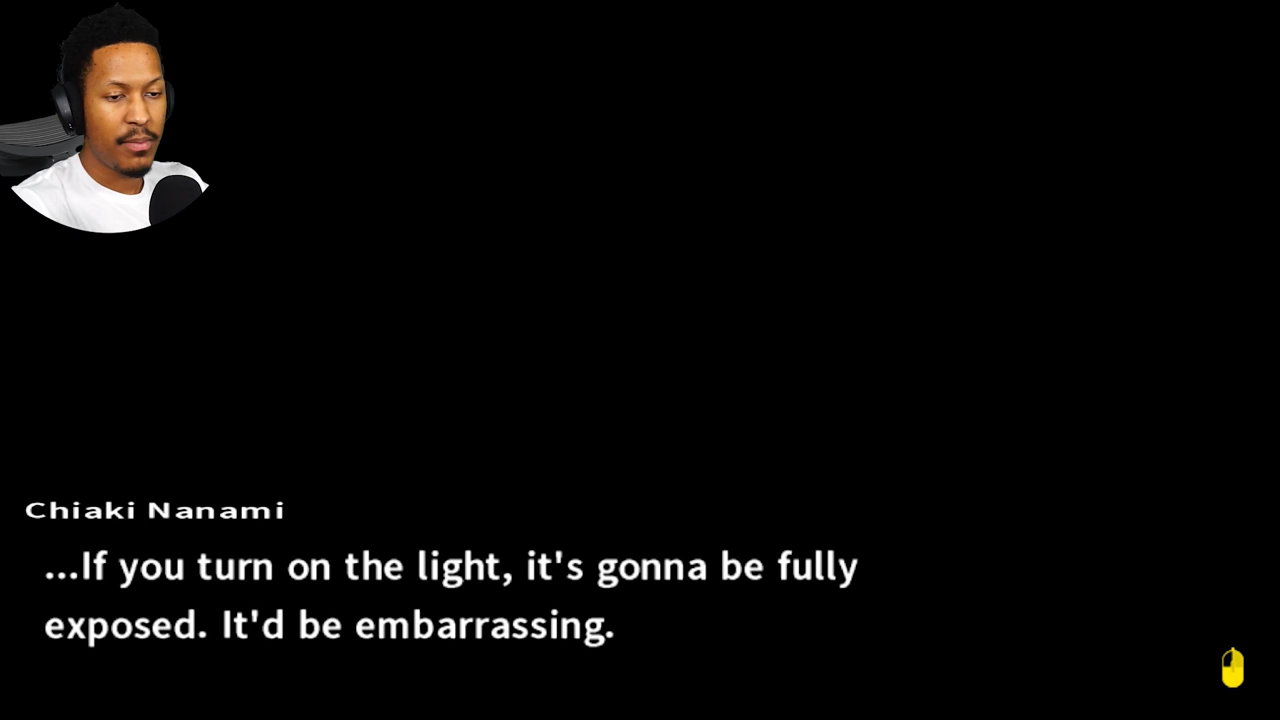 Chiaki Nanami
...If you turn on the light, it's gonna be fully
exposed. It'd be embarrassing.